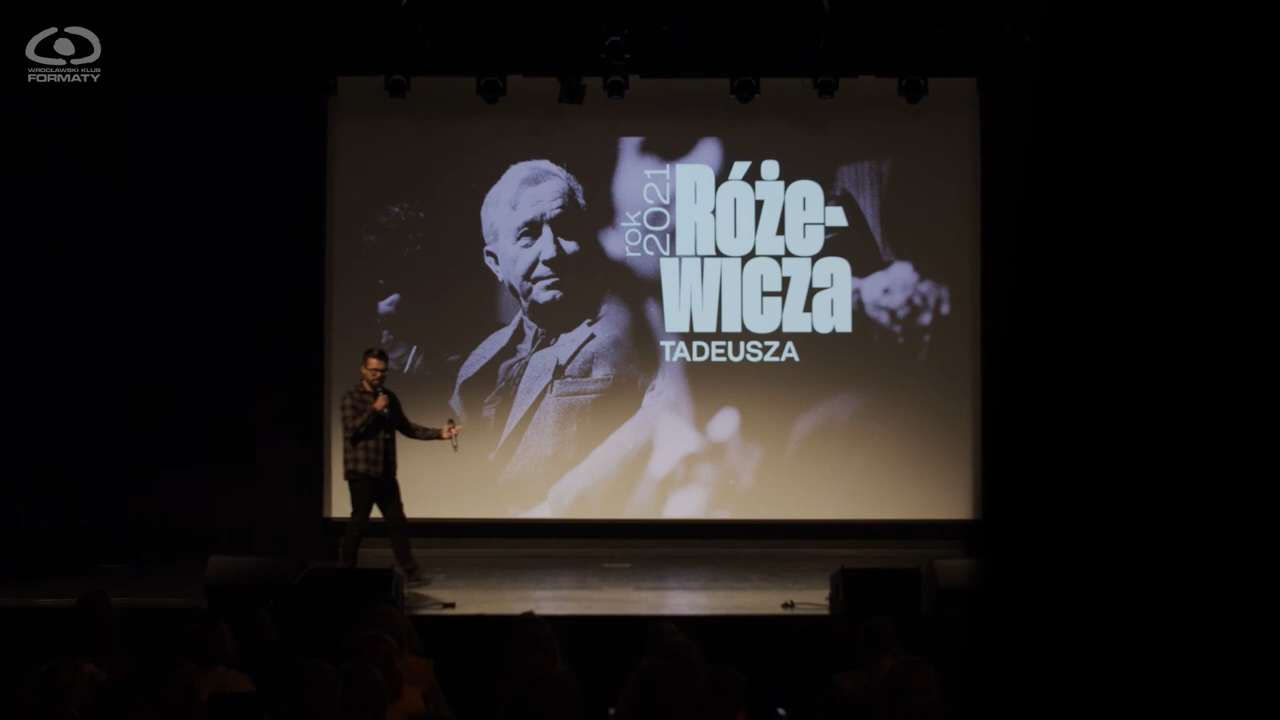 WROCŁAWSKI KLUB
FORMATY
rok
2021
Róże-
wicza
TADEUSZA